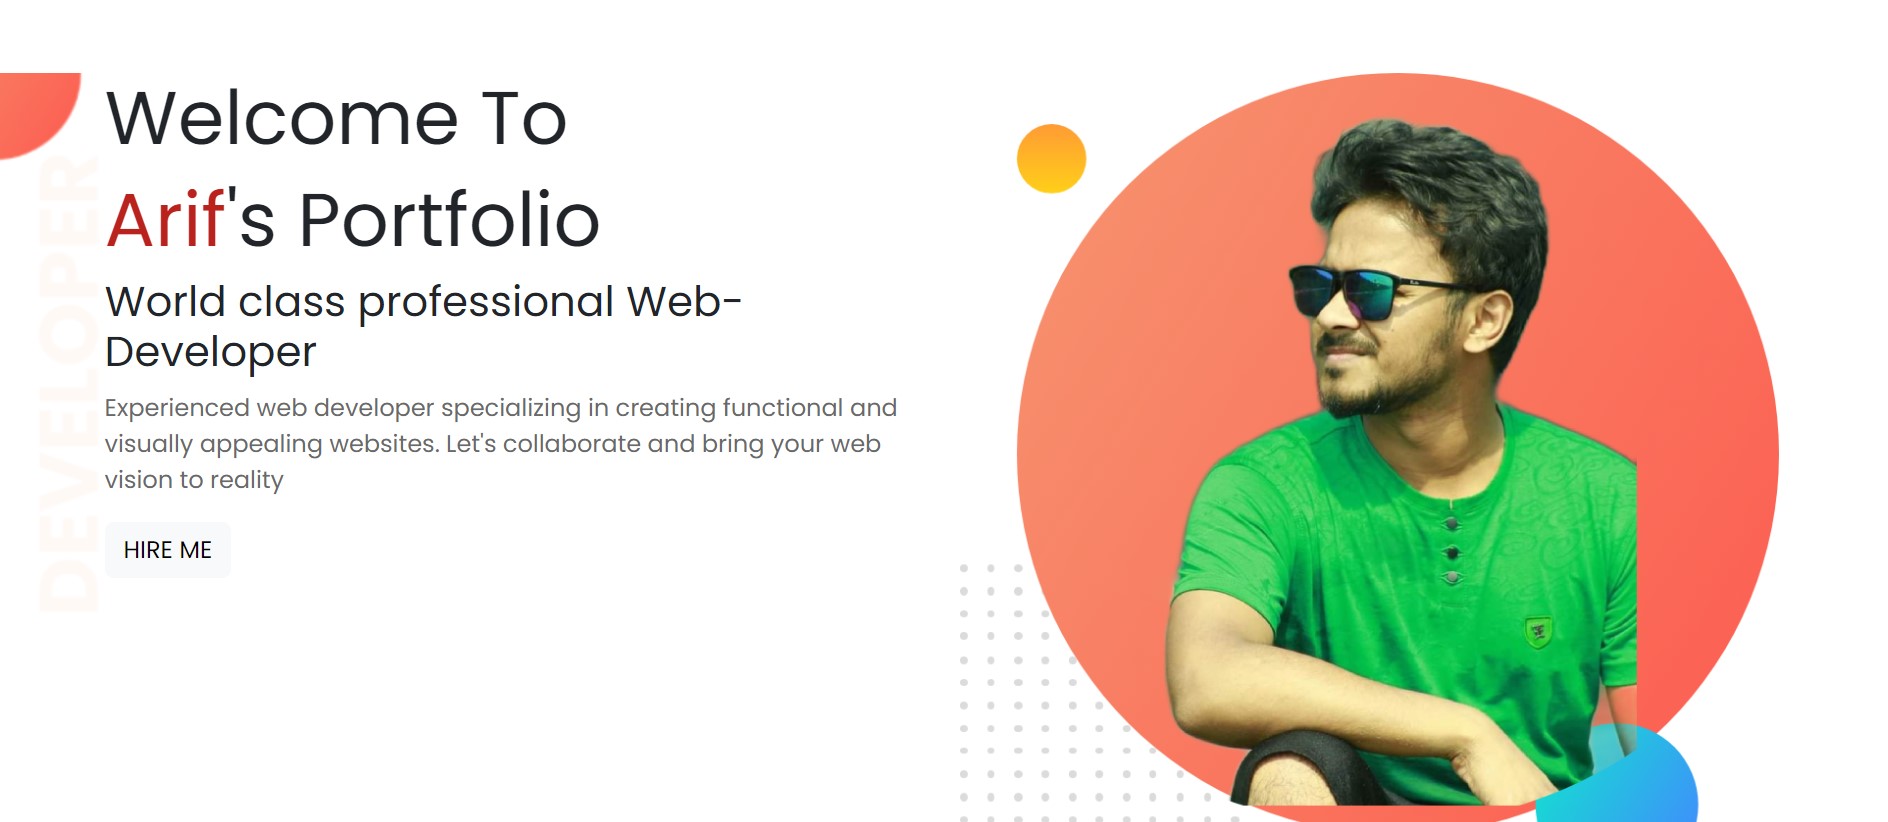 Welcome To
Arif's Portfolio
World class professional Web-
Developer
Experienced web developer specializing in creating functional and
visually appealing websites. Let's collaborate and bring your web
vision to reality
HIRE ME
DEVELOPER